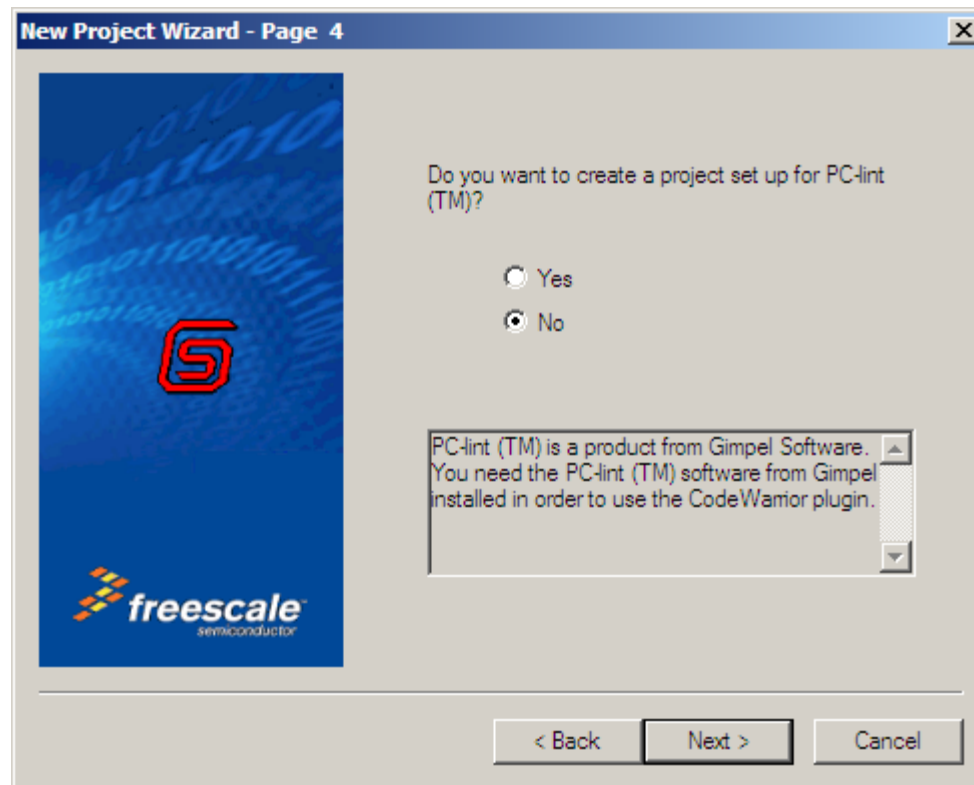 New Project Wizard - Page 4
Do you want to create a project set up for PC-lint
(TM)?
Yes
No
PC-lint (TM) is a product from Gimpel Software.
You need the PC-lint (TM) software from Gimpel
installed in order to use the CodeWarrior plugin.
freescale
semiconductor
< Back
Next >
Cancel